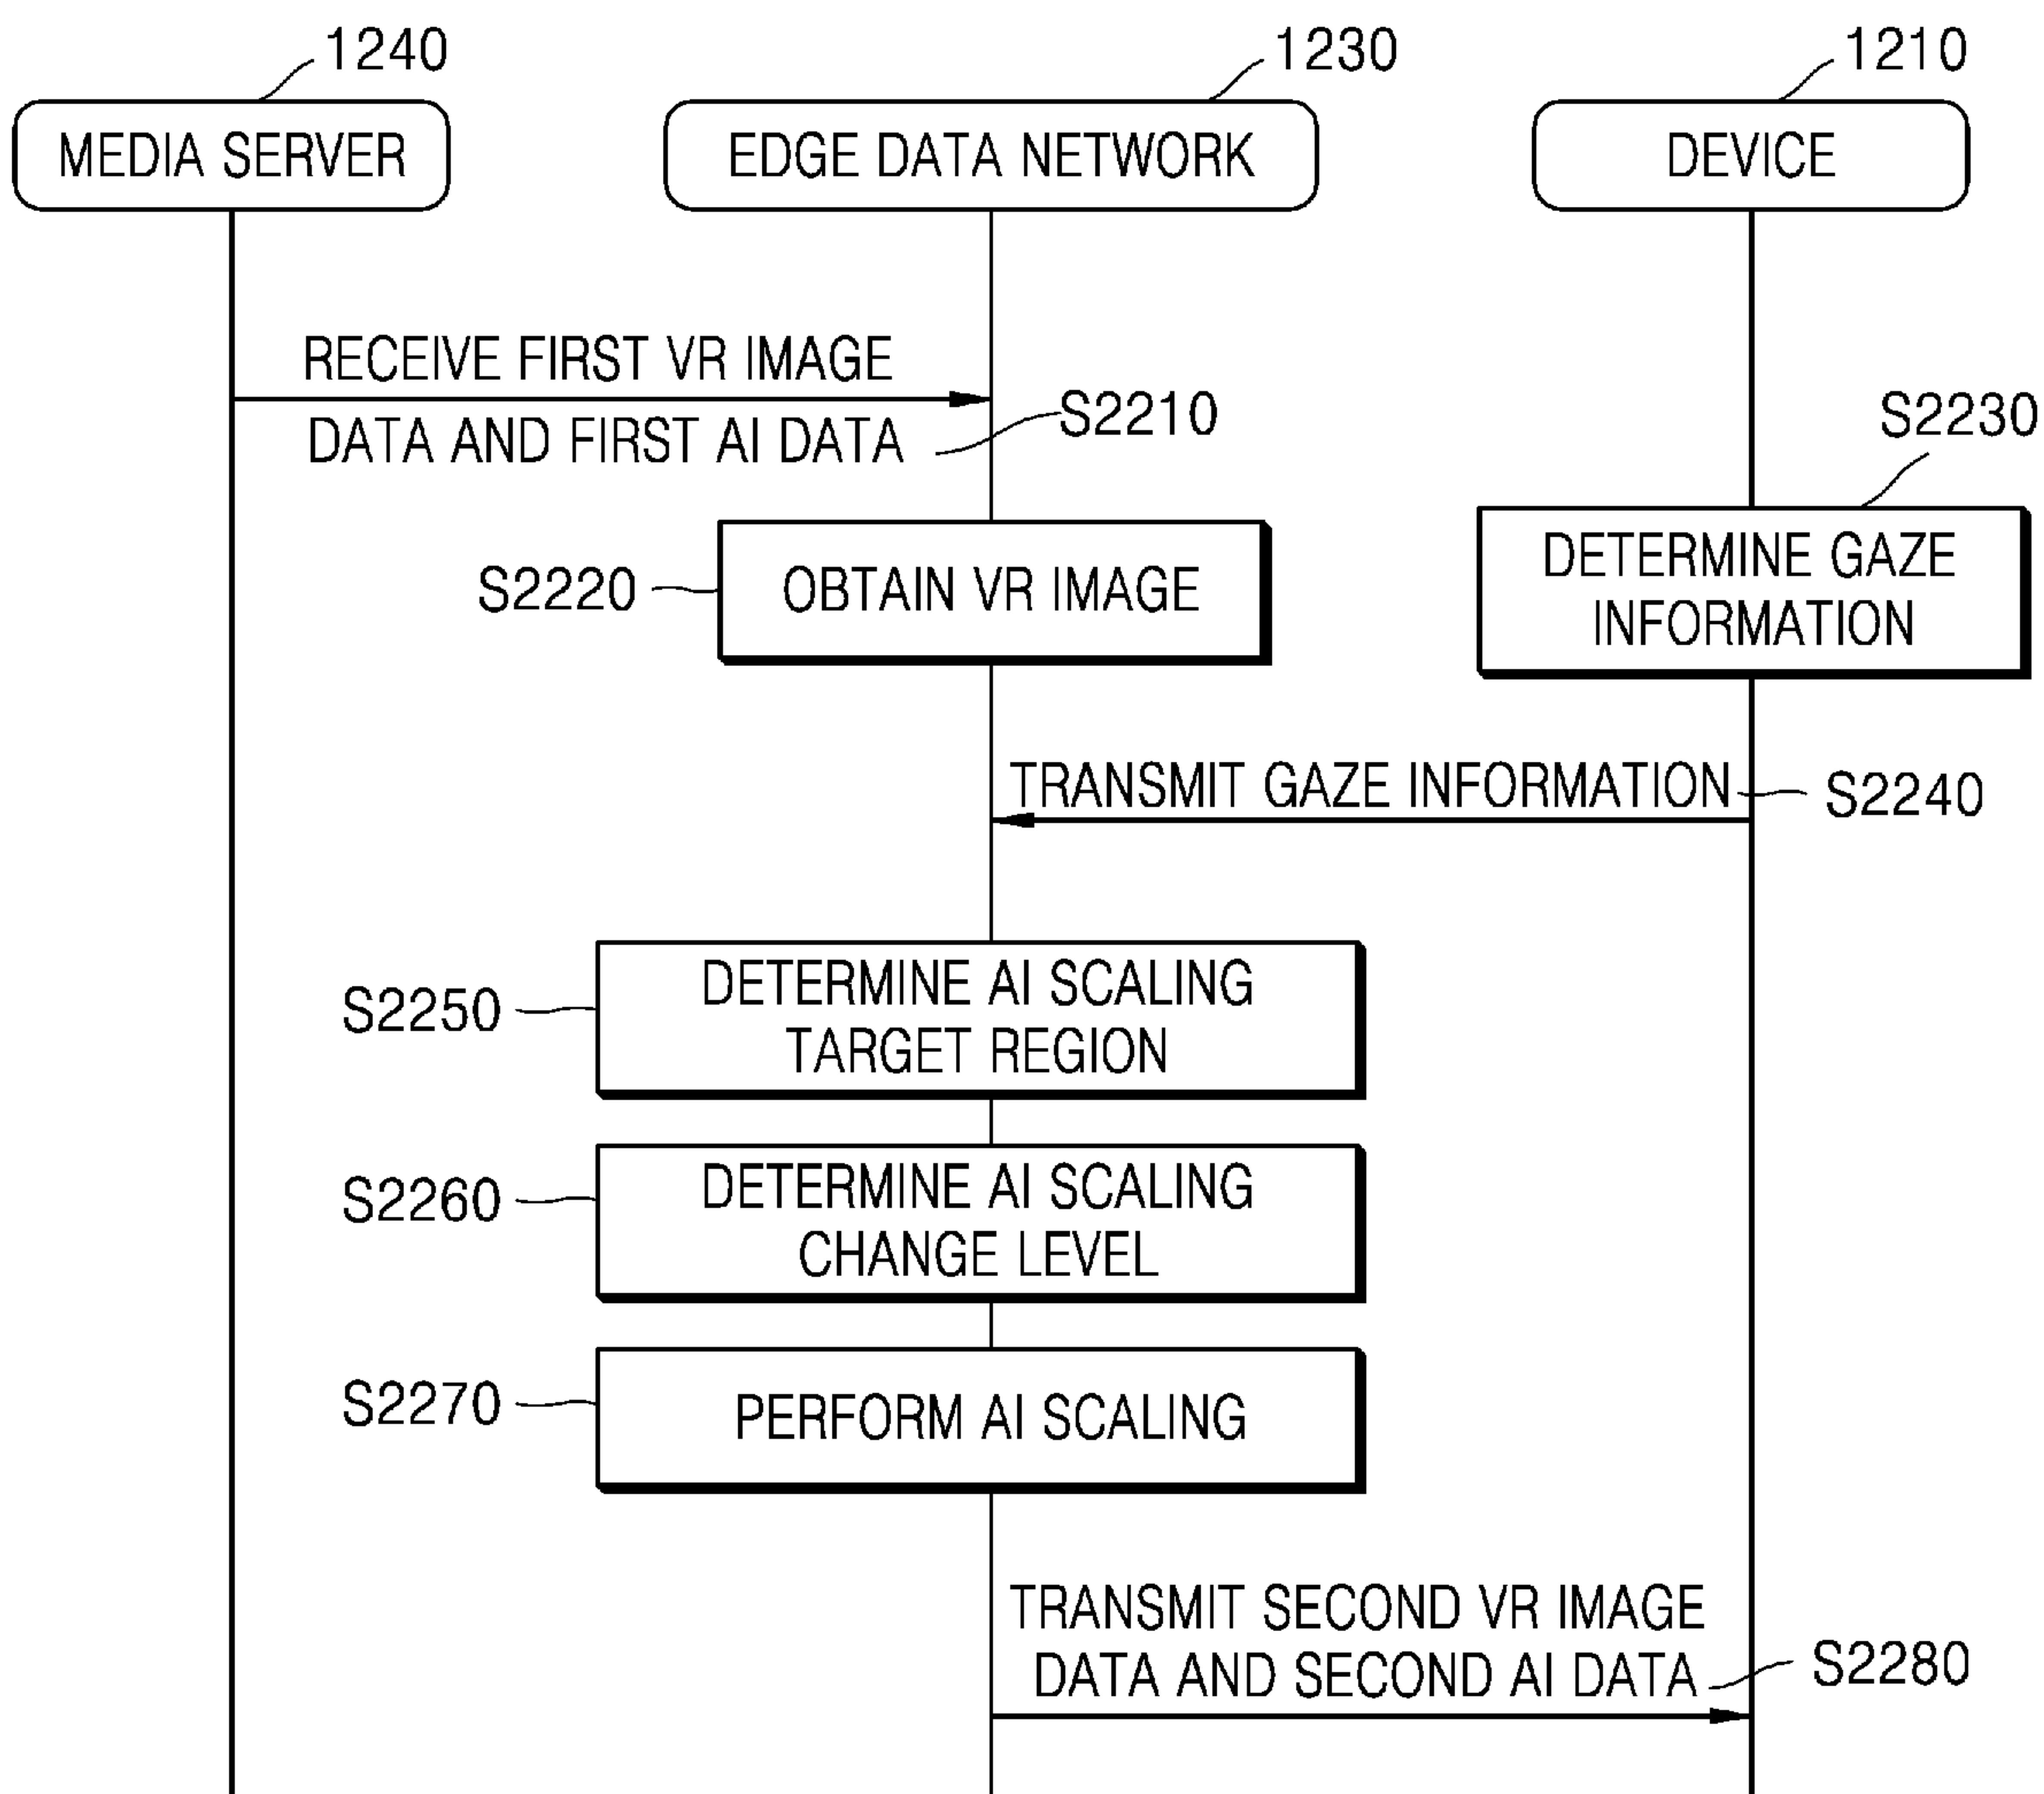 1240
1230
1210
MEDIA SERVER
EDGE DATA NETWORK
DEVICE
RECEIVE FIRST VR IMAGE
DATA AND FIRST AI DATA
S2210
S2230
S2220
OBTAIN VR IMAGE
DETERMINE GAZE
INFORMATION
TRANSMIT GAZE INFORMATION
S2240
S2250
DETERMINE AI SCALING
TARGET REGION
S2260
DETERMINE AI SCALING
CHANGE LEVEL
S2270
PERFORM AI SCALING
TRANSMIT SECOND VR IMAGE
DATA AND SECOND AI DATA
S2280